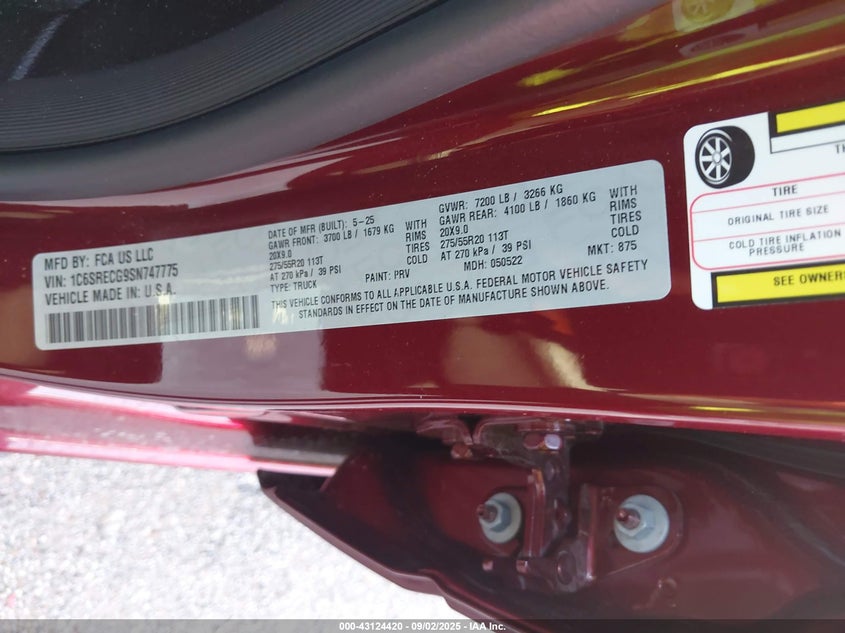 MFD BY: FCA US LLC
VIN: 1C6SRECG9SN747775
VEHICLE MADE IN U.S.A.
DATE OF MFR (BUILT): 5-25
GAWR FRONT: 3700 LB / 1679 KG WITH
20X9.0 RIMS
275/55R20 113T TIRES
AT 270 kPa / 39 PSI COLD
TYPE: TRUCK PAINT: PRV
GVWR: 7200 LB / 3266 KG
GAWR REAR: 4100 LB / 1860 KG WITH
20X9.0 RIMS
275/55R20 113T TIRES
AT 270 kPa / 39 PSI COLD
MDH: 050522 MKT: 875
THIS VEHICLE CONFORMS TO ALL APPLICABLE U.S.A. FEDERAL MOTOR VEHICLE SAFETY
STANDARDS IN EFFECT ON THE DATE OF MANUFACTURE SHOWN ABOVE.
TIRE
ORIGINAL TIRE SIZE
COLD TIRE INFLATION
PRESSURE
SEE OWNER
000-43124420 - 09/02/2025 - IAA Inc.